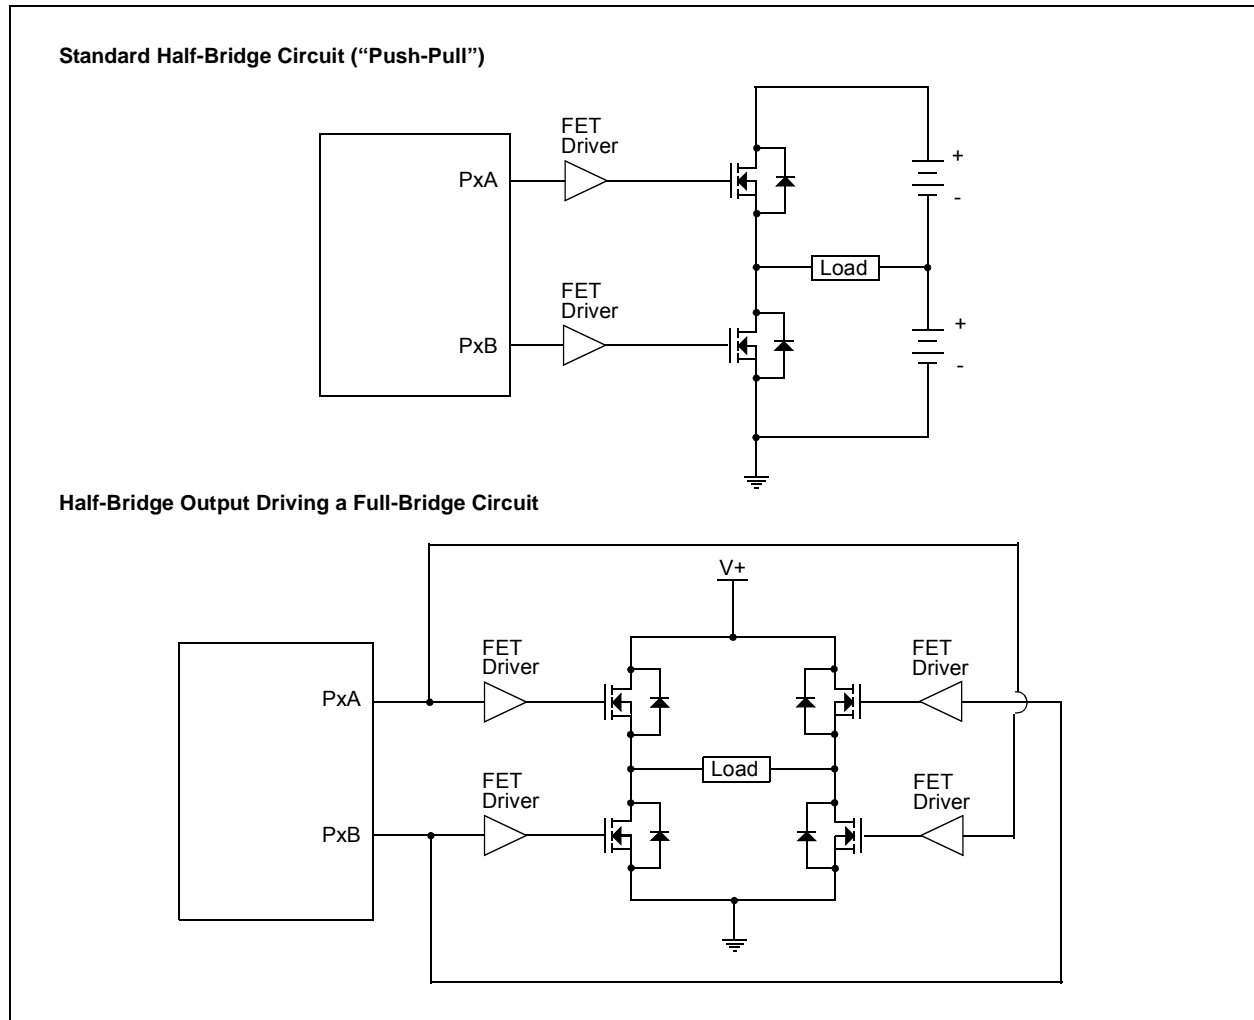 Standard Half-Bridge Circuit (“Push-Pull”)
FET
Driver
PxA
+
-
Load
FET
Driver
PxB
+
-
Half-Bridge Output Driving a Full-Bridge Circuit
V+
FET
Driver
FET
Driver
PxA
Load
FET
Driver
FET
Driver
PxB